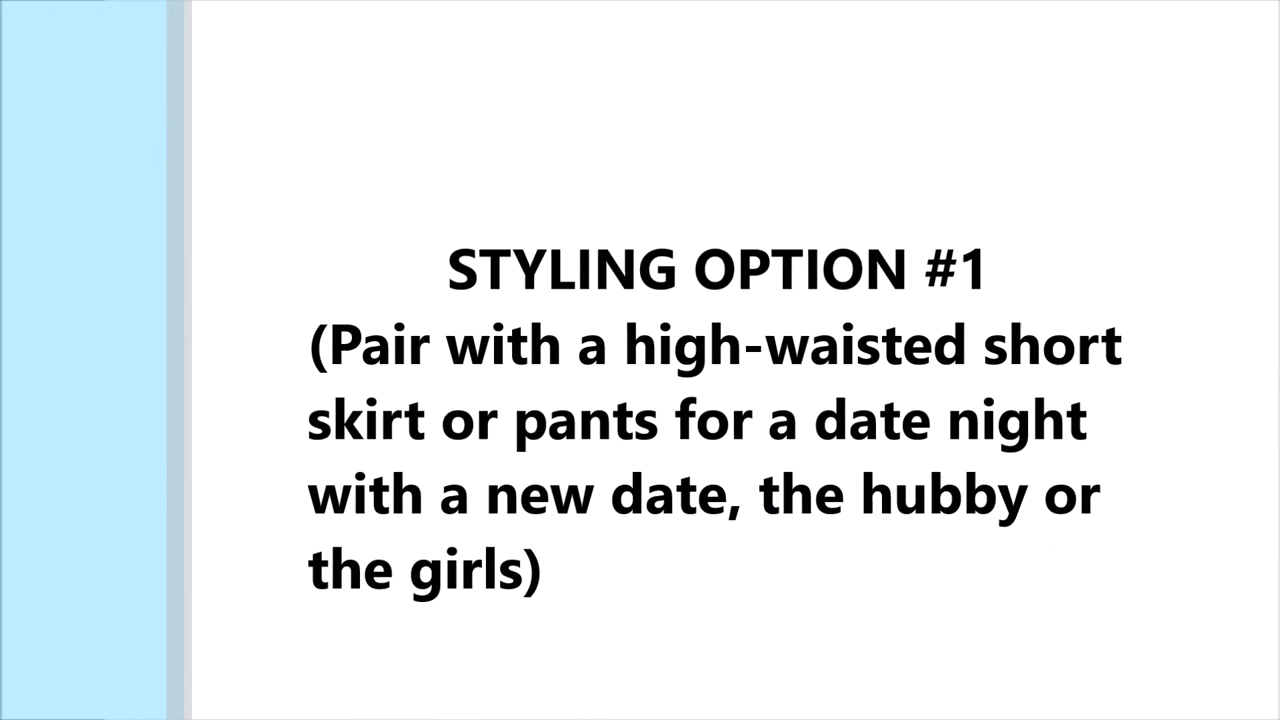 STYLING OPTION #1
(Pair with a high-waisted short
skirt or pants for a date night
with a new date, the hubby or
the girls)